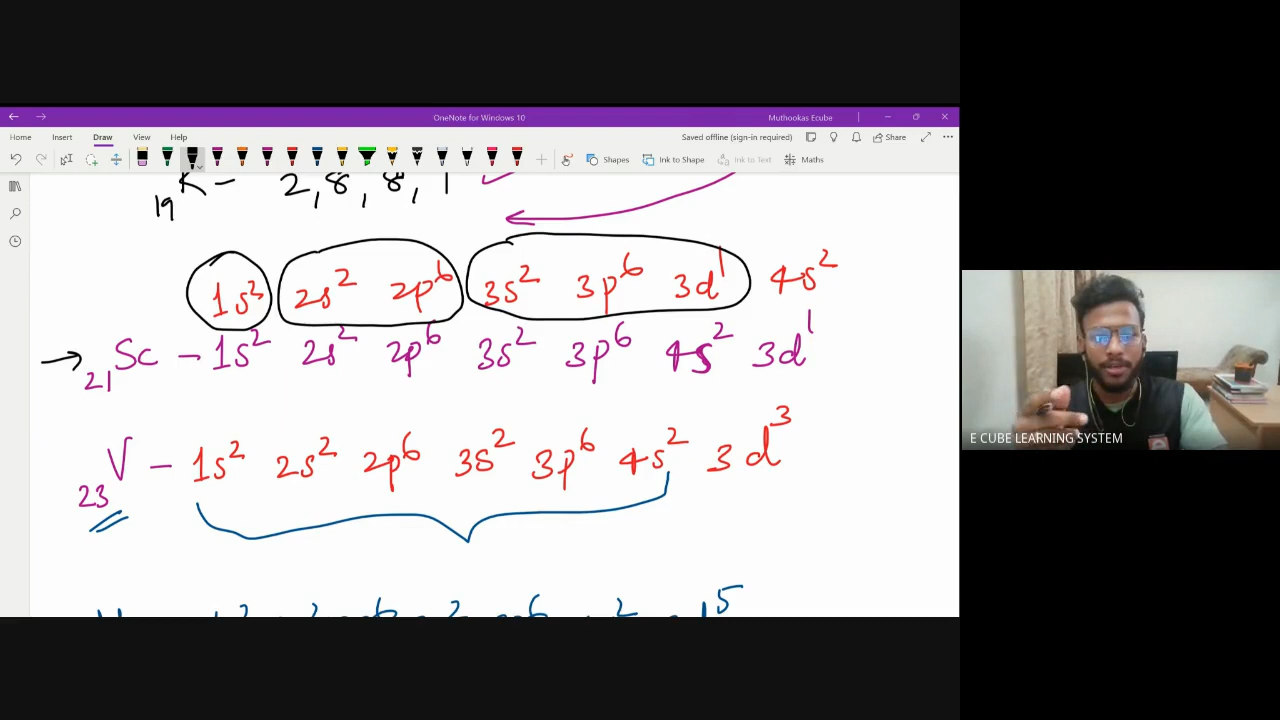 OneNote for Windows 10
Muthookas Ecube
Home Insert Draw View Help
Saved offline (sign-in required)
Share
Shapes
Ink to Shape
Ink to Text
Maths
19K - 2, 8, 8, 1
1s² 2s² 2p⁶ 3s² 3p⁶ 3d¹ 4s²
→ 21Sc - 1s² 2s² 2p⁶ 3s² 3p⁶ 4s² 3d¹
23V - 1s² 2s² 2p⁶ 3s² 3p⁶ 4s² 3d³
E CUBE LEARNING SYSTEM